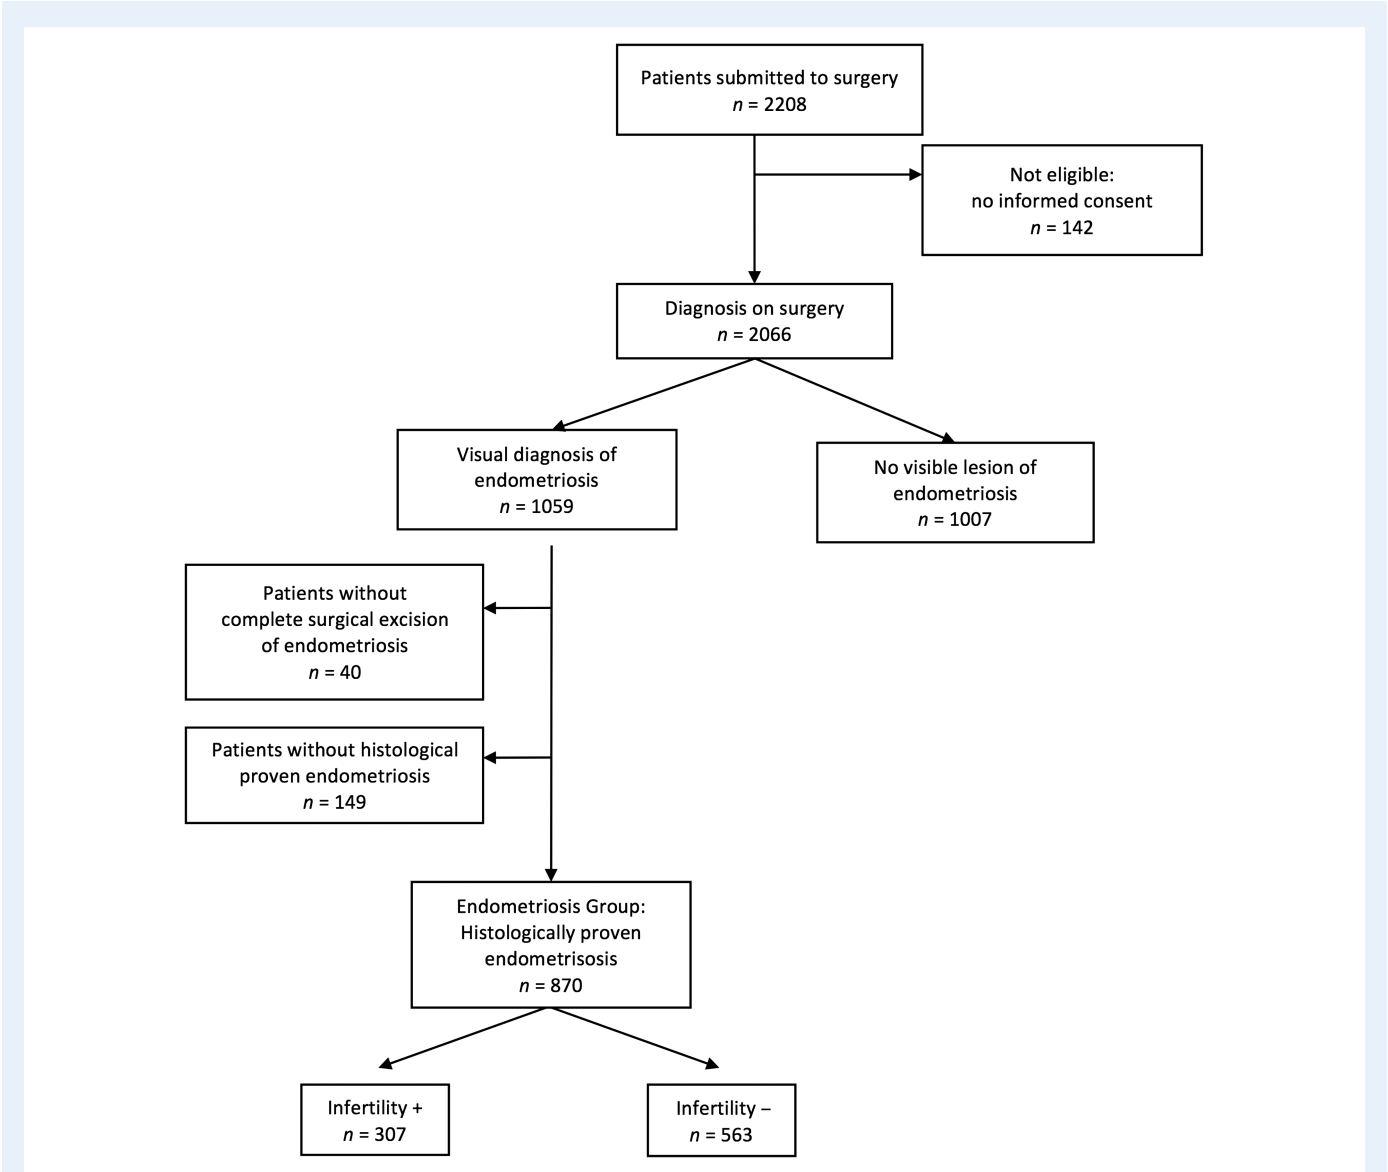 Patients submitted to surgery
n = 2208
Not eligible:
no informed consent
n = 142
Diagnosis on surgery
n = 2066
Visual diagnosis of
endometriosis
n = 1059
No visible lesion of
endometriosis
n = 1007
Patients without
complete surgical excision
of endometriosis
n = 40
Patients without histological
proven endometriosis
n = 149
Endometriosis Group:
Histologically proven
endometrisosis
n = 870
Infertility +
n = 307
Infertility –
n = 563